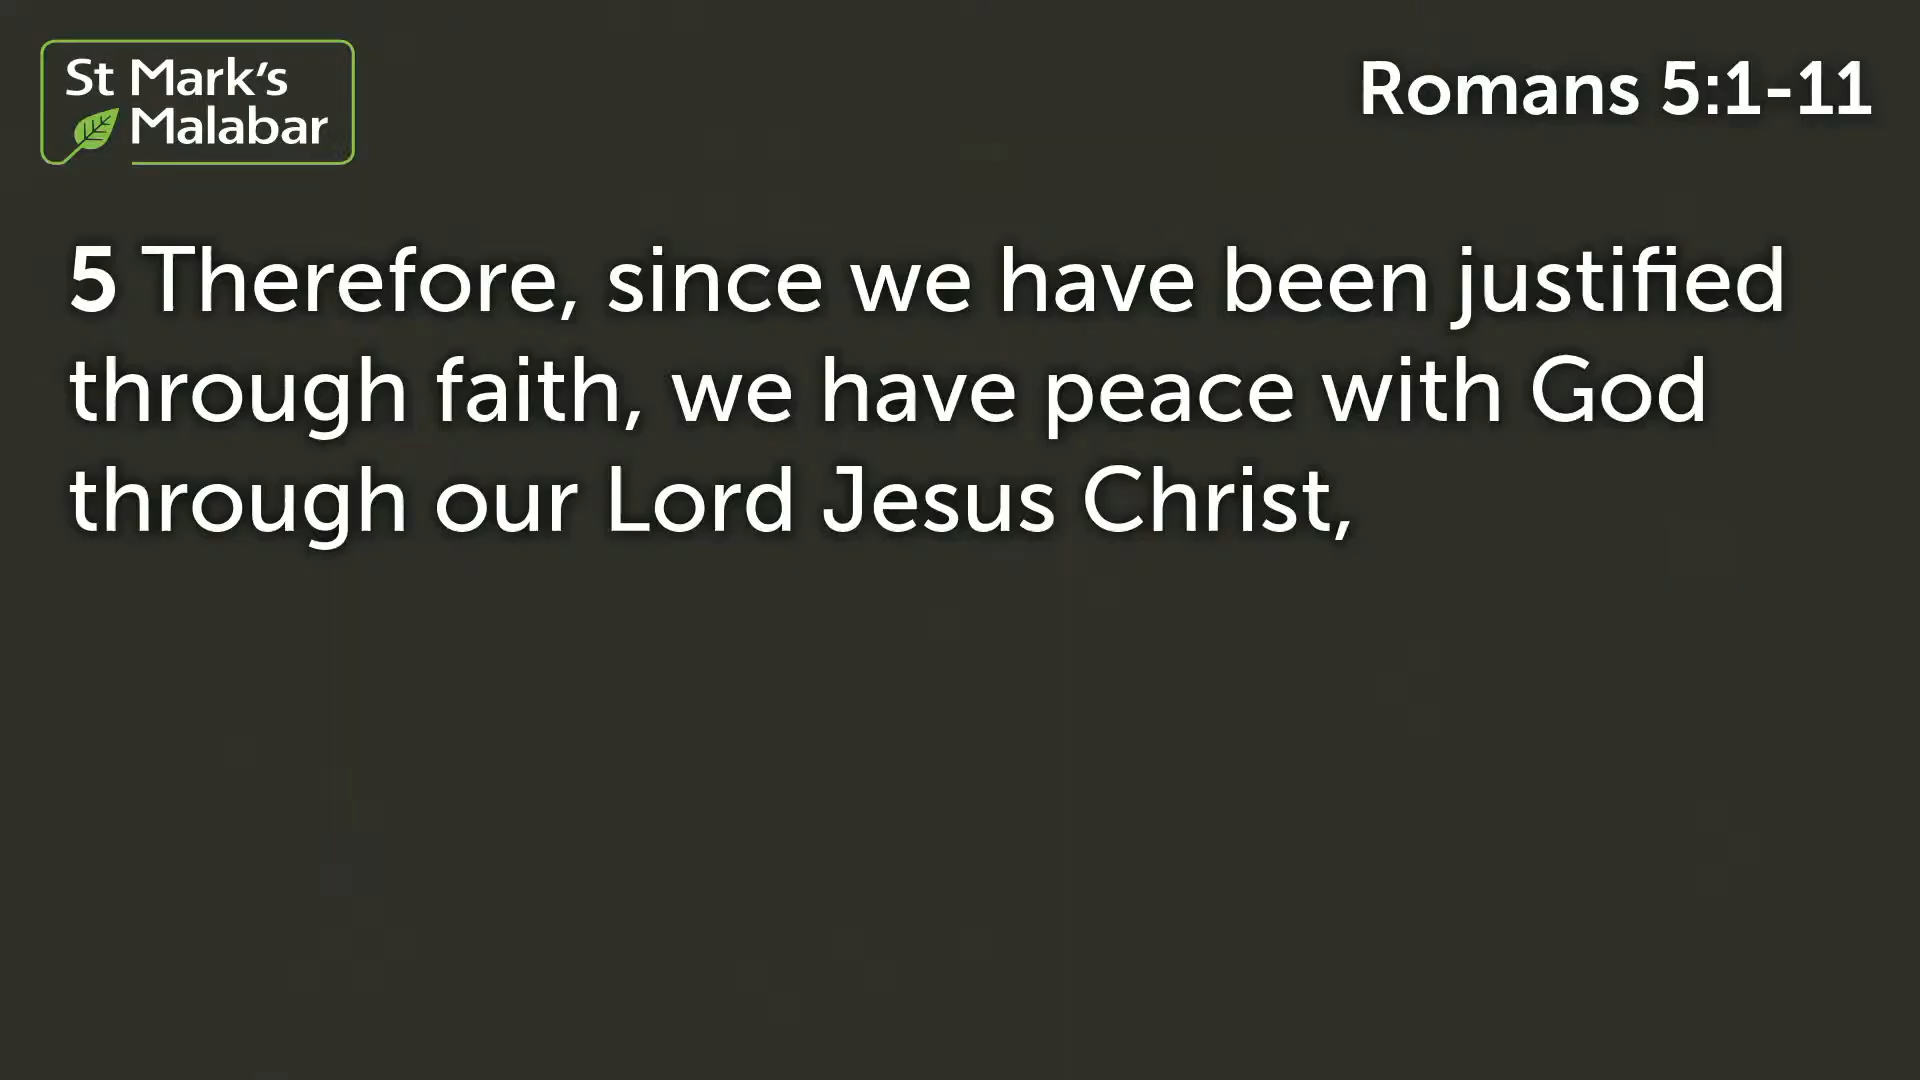 St Mark's
Malabar
Romans 5:1-11
5 Therefore, since we have been justified
through faith, we have peace with God
through our Lord Jesus Christ,